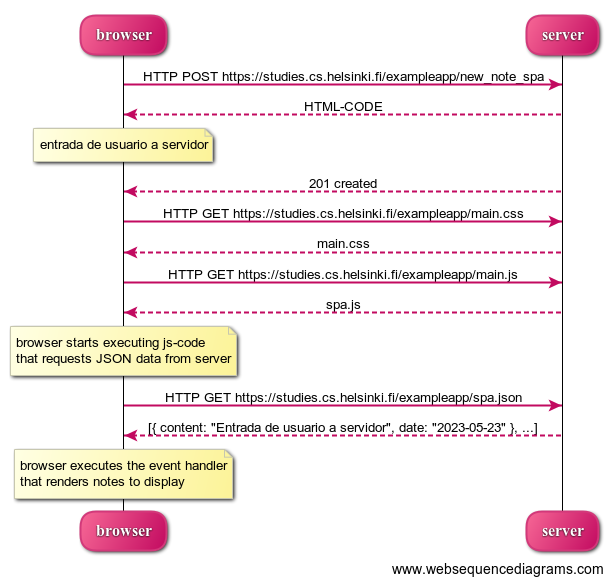 browser
server
HTTP POST https://studies.cs.helsinki.fi/exampleapp/new_note_spa
HTML-CODE
entrada de usuario a servidor
201 created
HTTP GET https://studies.cs.helsinki.fi/exampleapp/main.css
main.css
HTTP GET https://studies.cs.helsinki.fi/exampleapp/main.js
spa.js
browser starts executing js-code
that requests JSON data from server
HTTP GET https://studies.cs.helsinki.fi/exampleapp/spa.json
[{ content: "Entrada de usuario a servidor", date: "2023-05-23" }, ...]
browser executes the event handler
that renders notes to display
browser
server
www.websequencediagrams.com